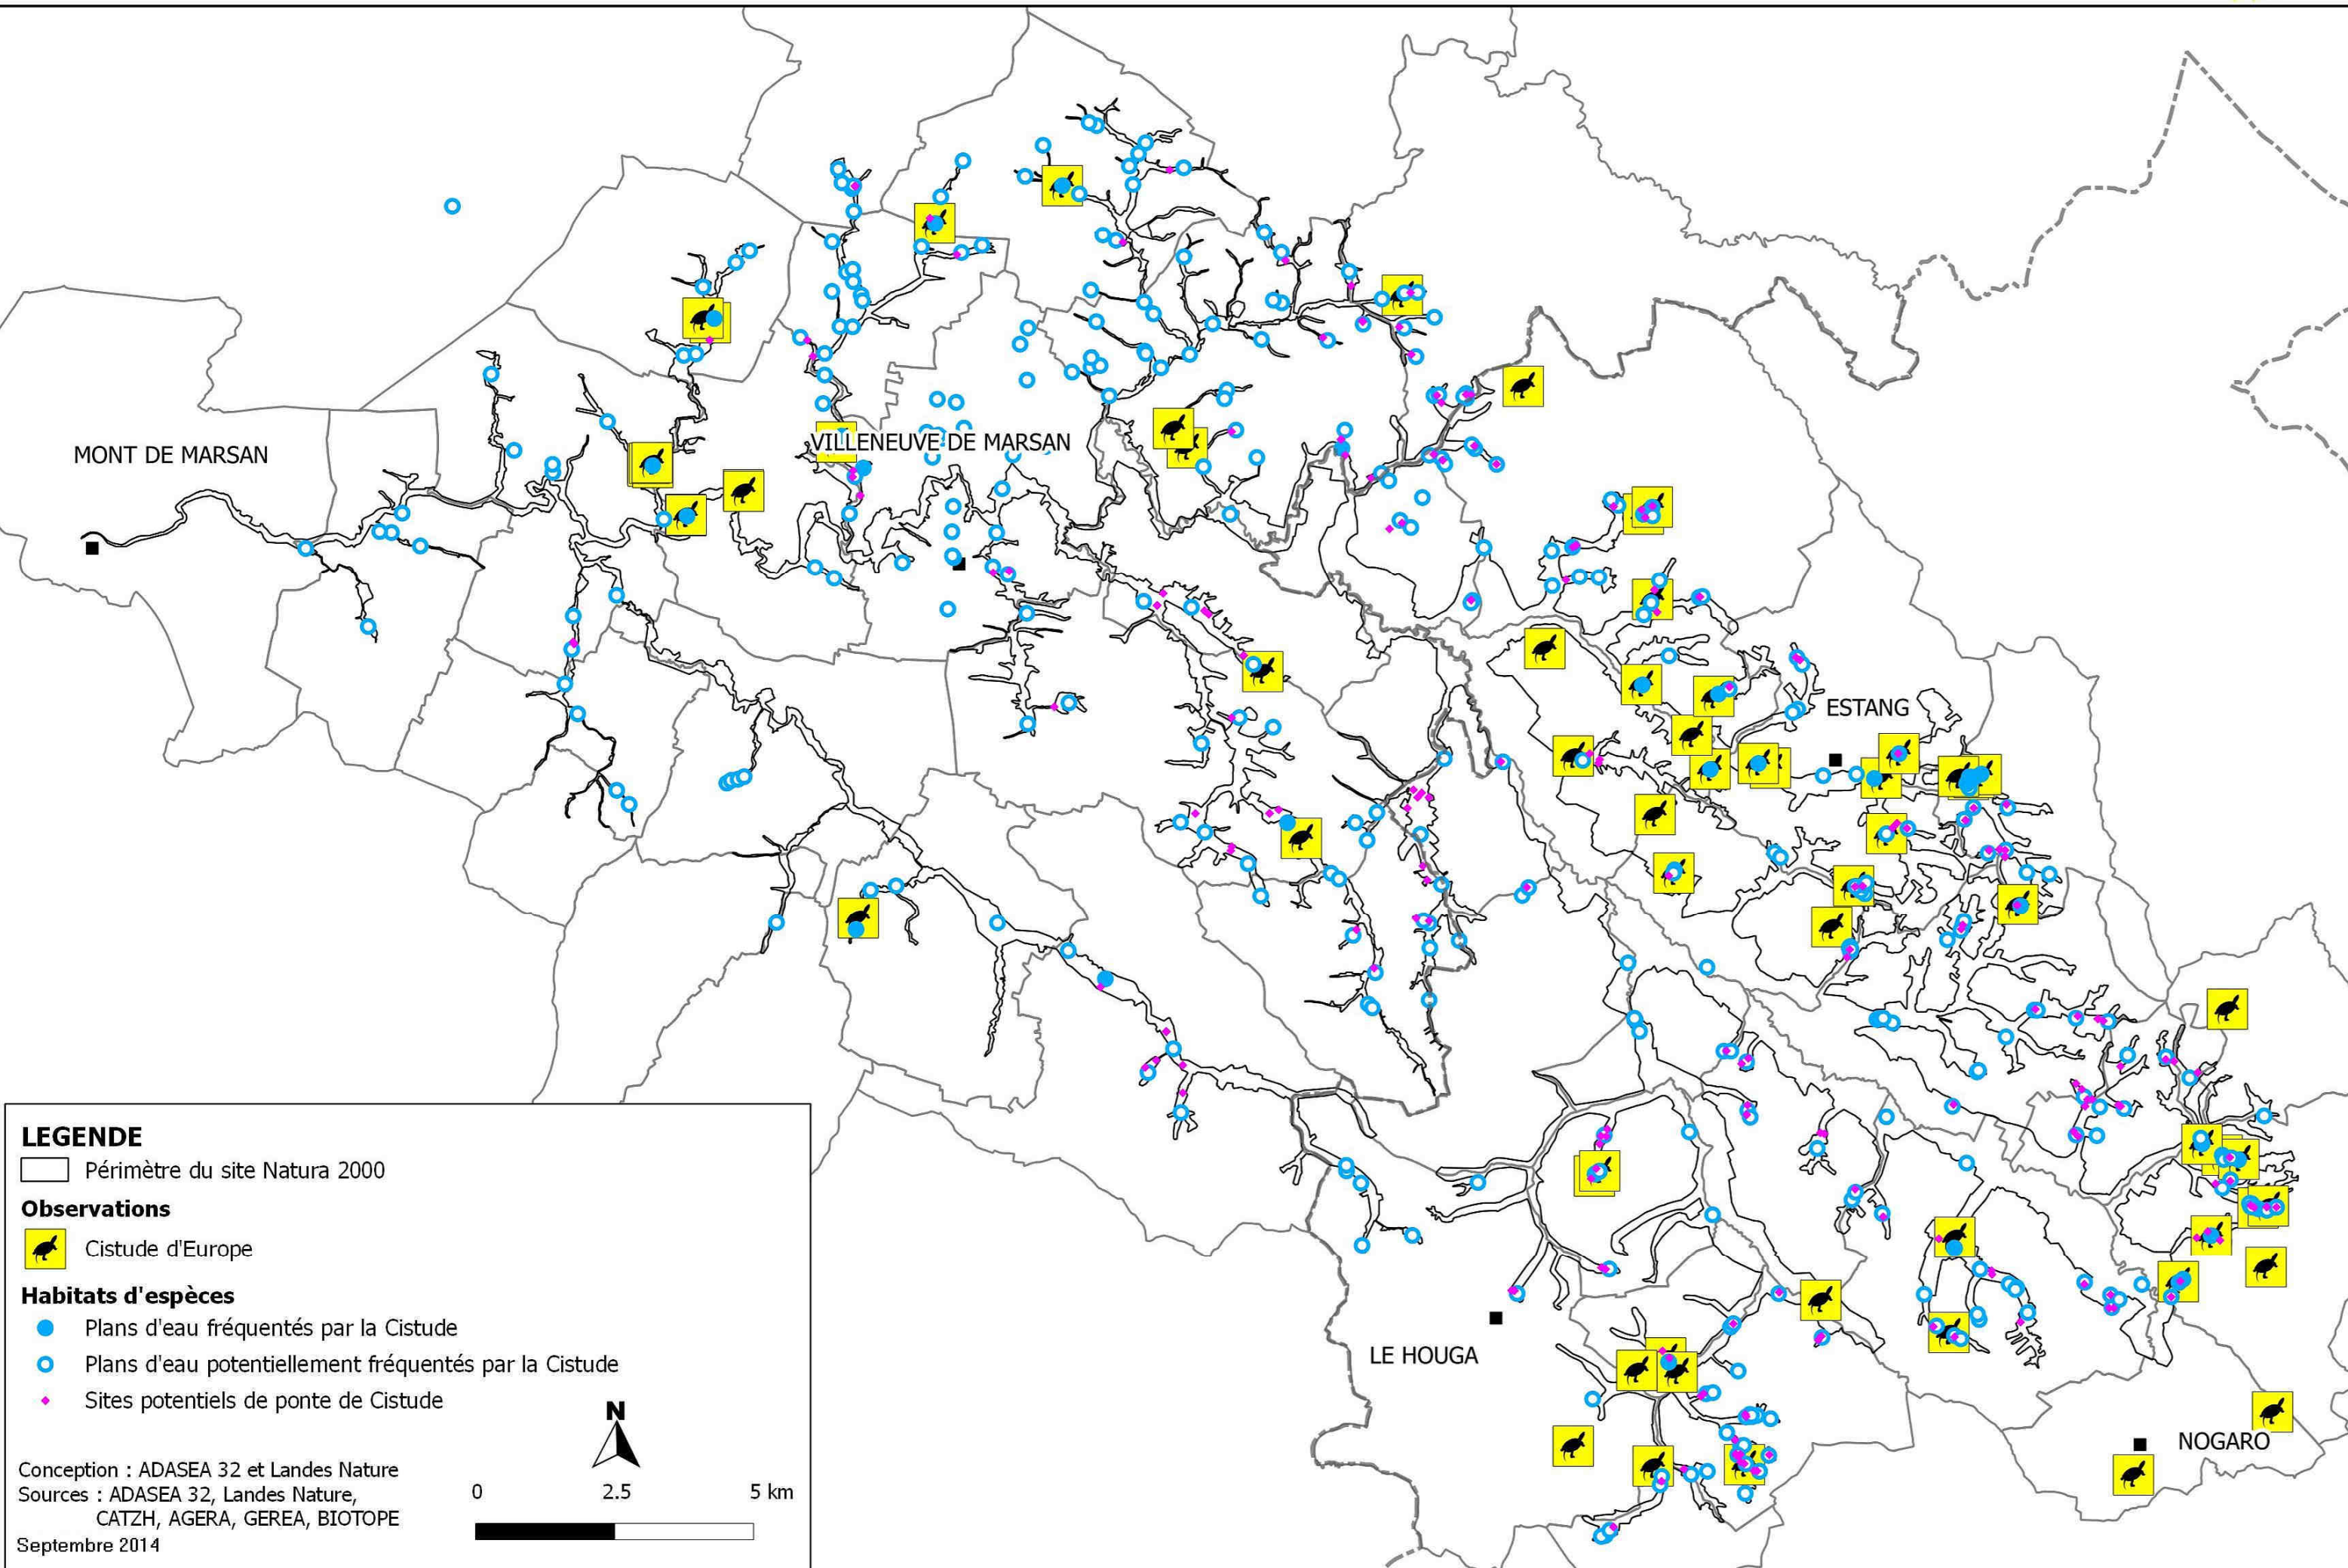 MONT DE MARSAN
VILLENEUVE DE MARSAN
ESTANG
LE HOUGA
NOGARO
LEGENDE
Périmètre du site Natura 2000
Observations
Cistude d'Europe
Habitats d'espèces
Plans d'eau fréquentés par la Cistude
Plans d'eau potentiellement fréquentés par la Cistude
Sites potentiels de ponte de Cistude
N
Conception : ADASEA 32 et Landes Nature
Sources : ADASEA 32, Landes Nature,
CATZH, AGERA, GEREA, BIOTOPE
Septembre 2014
0 2.5 5 km